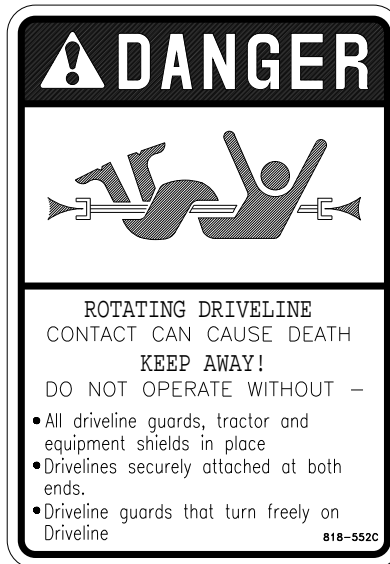 DANGER
ROTATING DRIVELINE
CONTACT CAN CAUSE DEATH
KEEP AWAY!
DO NOT OPERATE WITHOUT –
• All driveline guards, tractor and
equipment shields in place
• Drivelines securely attached at both
ends.
• Driveline guards that turn freely on
Driveline
818-552C